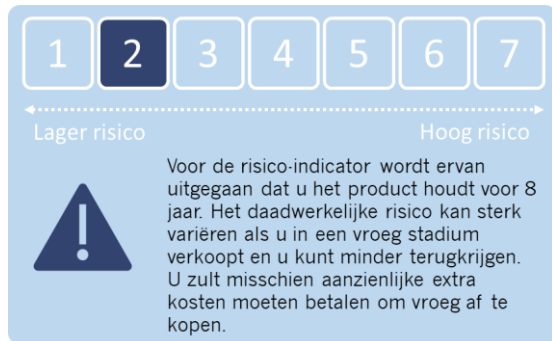 1 2 3 4 5 6 7
Lager risico Hoog risico
Voor de risico-indicator wordt ervan
uitgegaan dat u het product houdt voor 8
jaar. Het daadwerkelijke risico kan sterk
variëren als u in een vroeg stadium
verkoopt en u kunt minder terugkrijgen.
U zult misschien aanzienlijke extra
kosten moeten betalen om vroeg af te
kopen.